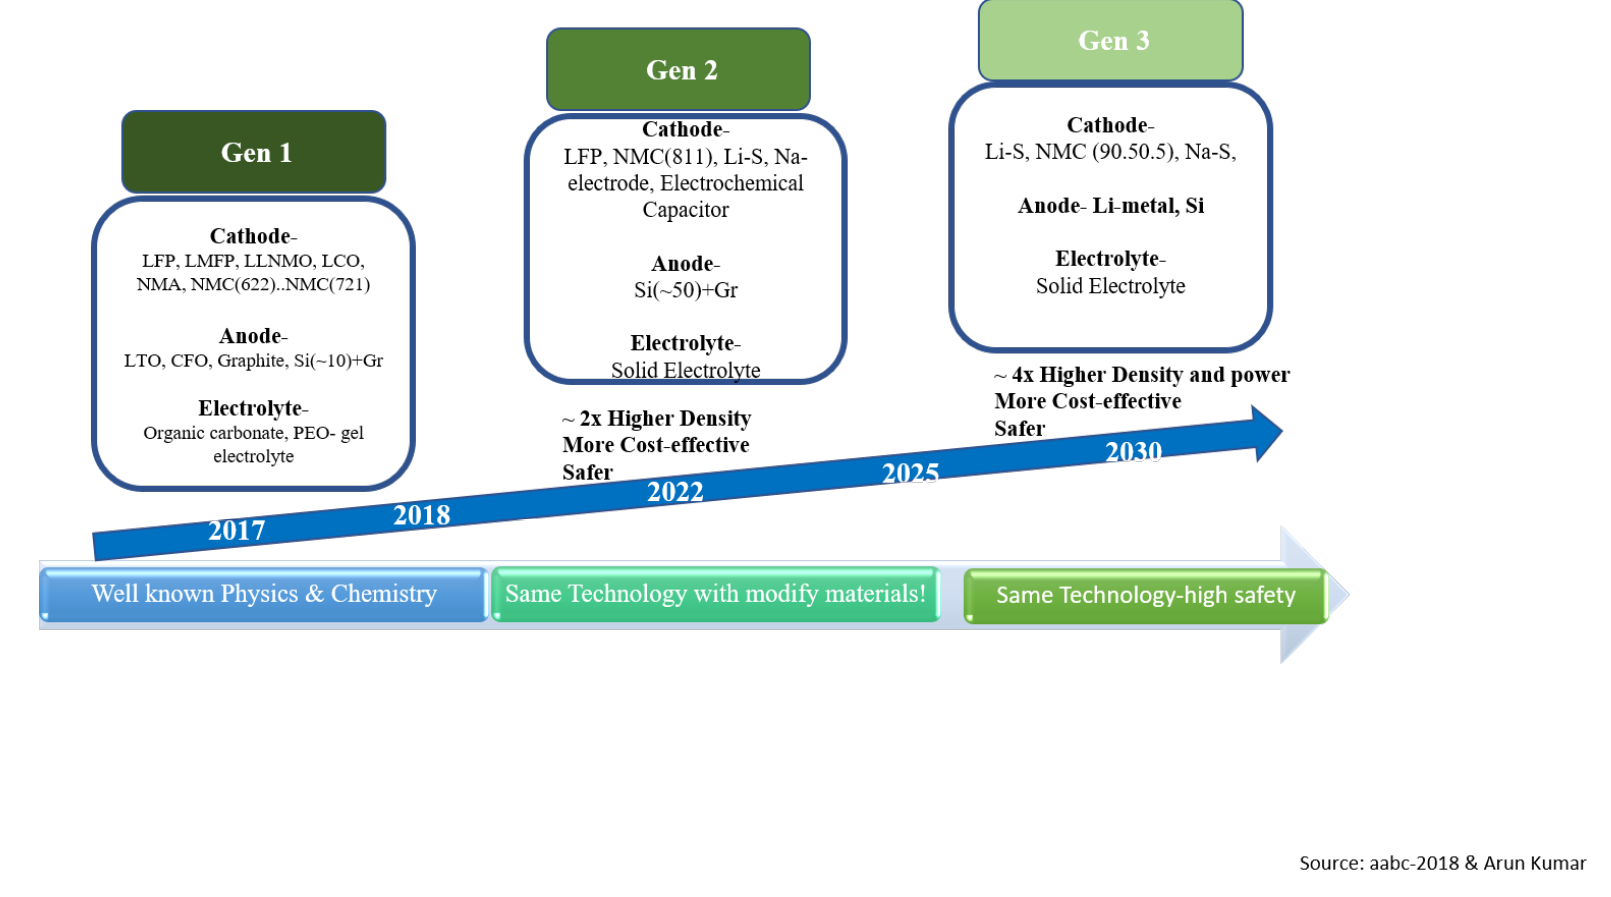 Gen 1
Cathode-
LFP, LMFP, LLNMO, LCO,
NMA, NMC(622)..NMC(721)
Anode-
LTO, CFO, Graphite, Si(~10)+Gr
Electrolyte-
Organic carbonate, PEO- gel
electrolyte
Gen 2
Cathode-
LFP, NMC(811), Li-S, Na-
electrode, Electrochemical
Capacitor
Anode-
Si(~50)+Gr
Electrolyte-
Solid Electrolyte
~ 2x Higher Density
More Cost-effective
Safer
Gen 3
Cathode-
Li-S, NMC (90.50.5), Na-S,
Anode- Li-metal, Si
Electrolyte-
Solid Electrolyte
~ 4x Higher Density and power
More Cost-effective
Safer
2017
2018
2022
2025
2030
Well known Physics & Chemistry
Same Technology with modify materials!
Same Technology-high safety
Source: aabc-2018 & Arun Kumar